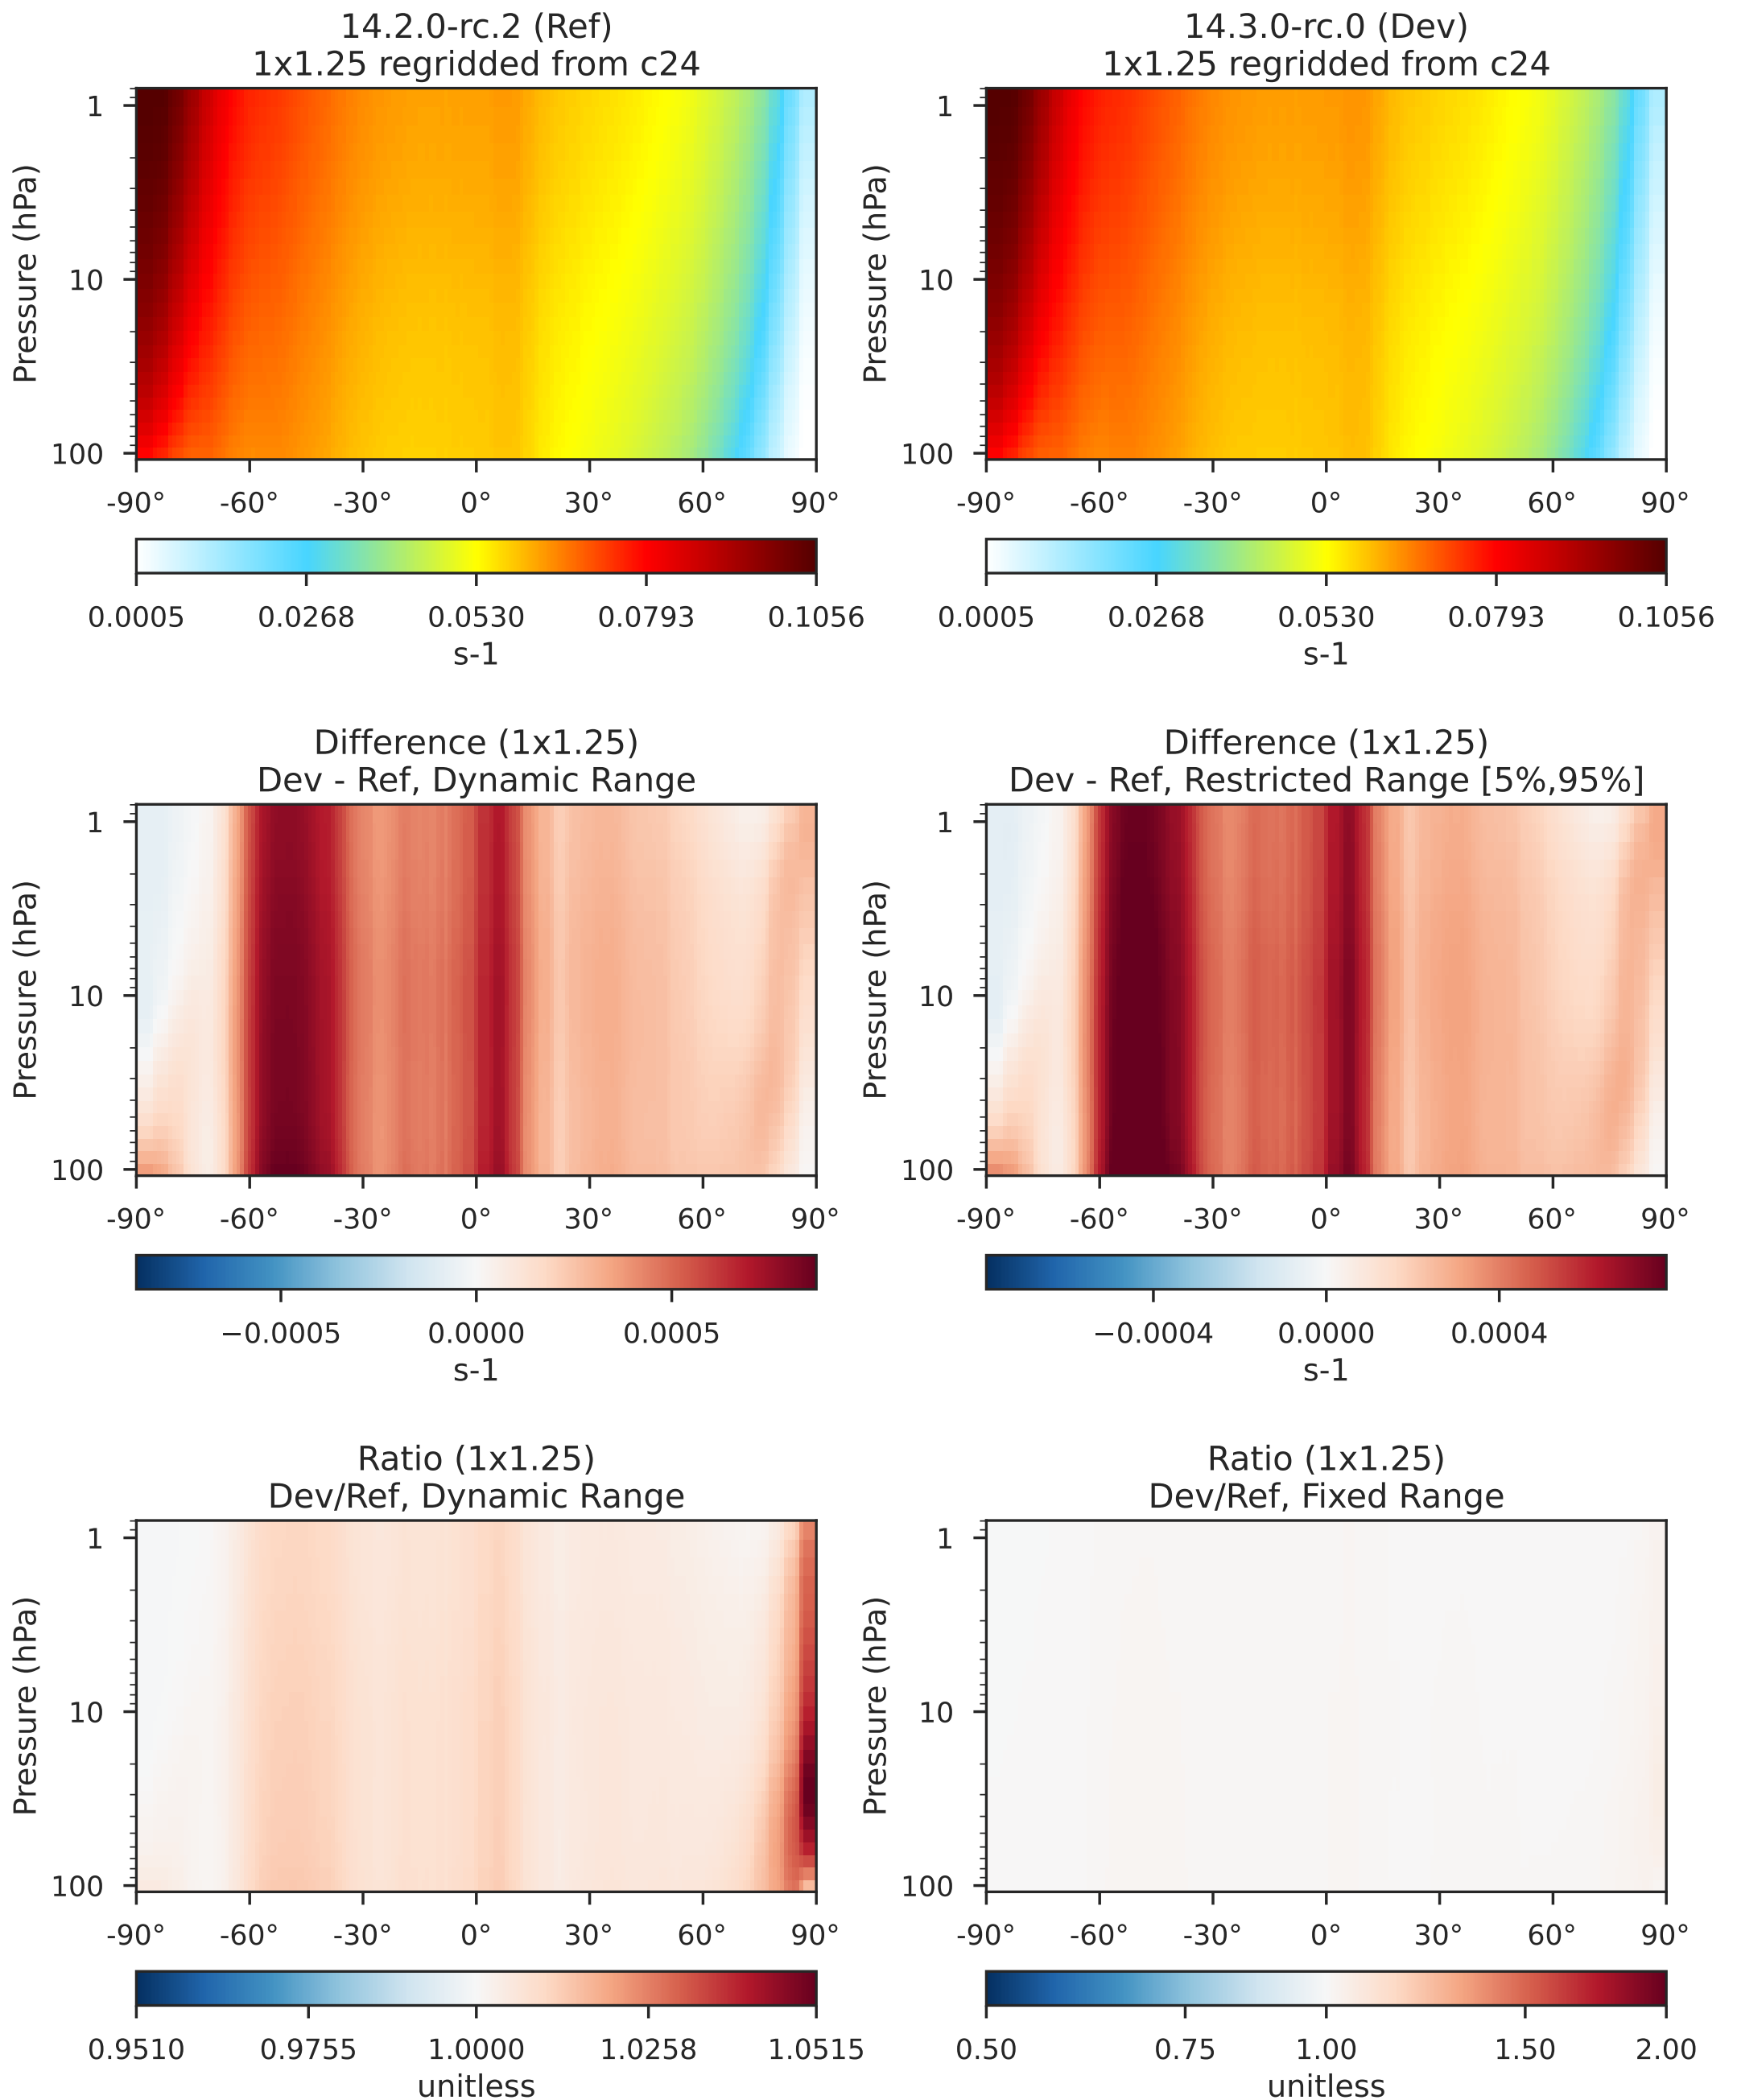 14.2.0-rc.2 (Ref)
1x1.25 regridded from c24
Pressure (hPa)
1
10
100
-90° -60° -30° 0° 30° 60° 90°
0.0005 0.0268 0.0530 0.0793 0.1056
s-1
14.3.0-rc.0 (Dev)
1x1.25 regridded from c24
Pressure (hPa)
1
10
100
-90° -60° -30° 0° 30° 60° 90°
0.0005 0.0268 0.0530 0.0793 0.1056
s-1
Difference (1x1.25)
Dev - Ref, Dynamic Range
Pressure (hPa)
1
10
100
-90° -60° -30° 0° 30° 60° 90°
−0.0005 0.0000 0.0005
s-1
Difference (1x1.25)
Dev - Ref, Restricted Range [5%,95%]
Pressure (hPa)
1
10
100
-90° -60° -30° 0° 30° 60° 90°
−0.0004 0.0000 0.0004
s-1
Ratio (1x1.25)
Dev/Ref, Dynamic Range
Pressure (hPa)
1
10
100
-90° -60° -30° 0° 30° 60° 90°
0.9510 0.9755 1.0000 1.0258 1.0515
unitless
Ratio (1x1.25)
Dev/Ref, Fixed Range
Pressure (hPa)
1
10
100
-90° -60° -30° 0° 30° 60° 90°
0.50 0.75 1.00 1.50 2.00
unitless